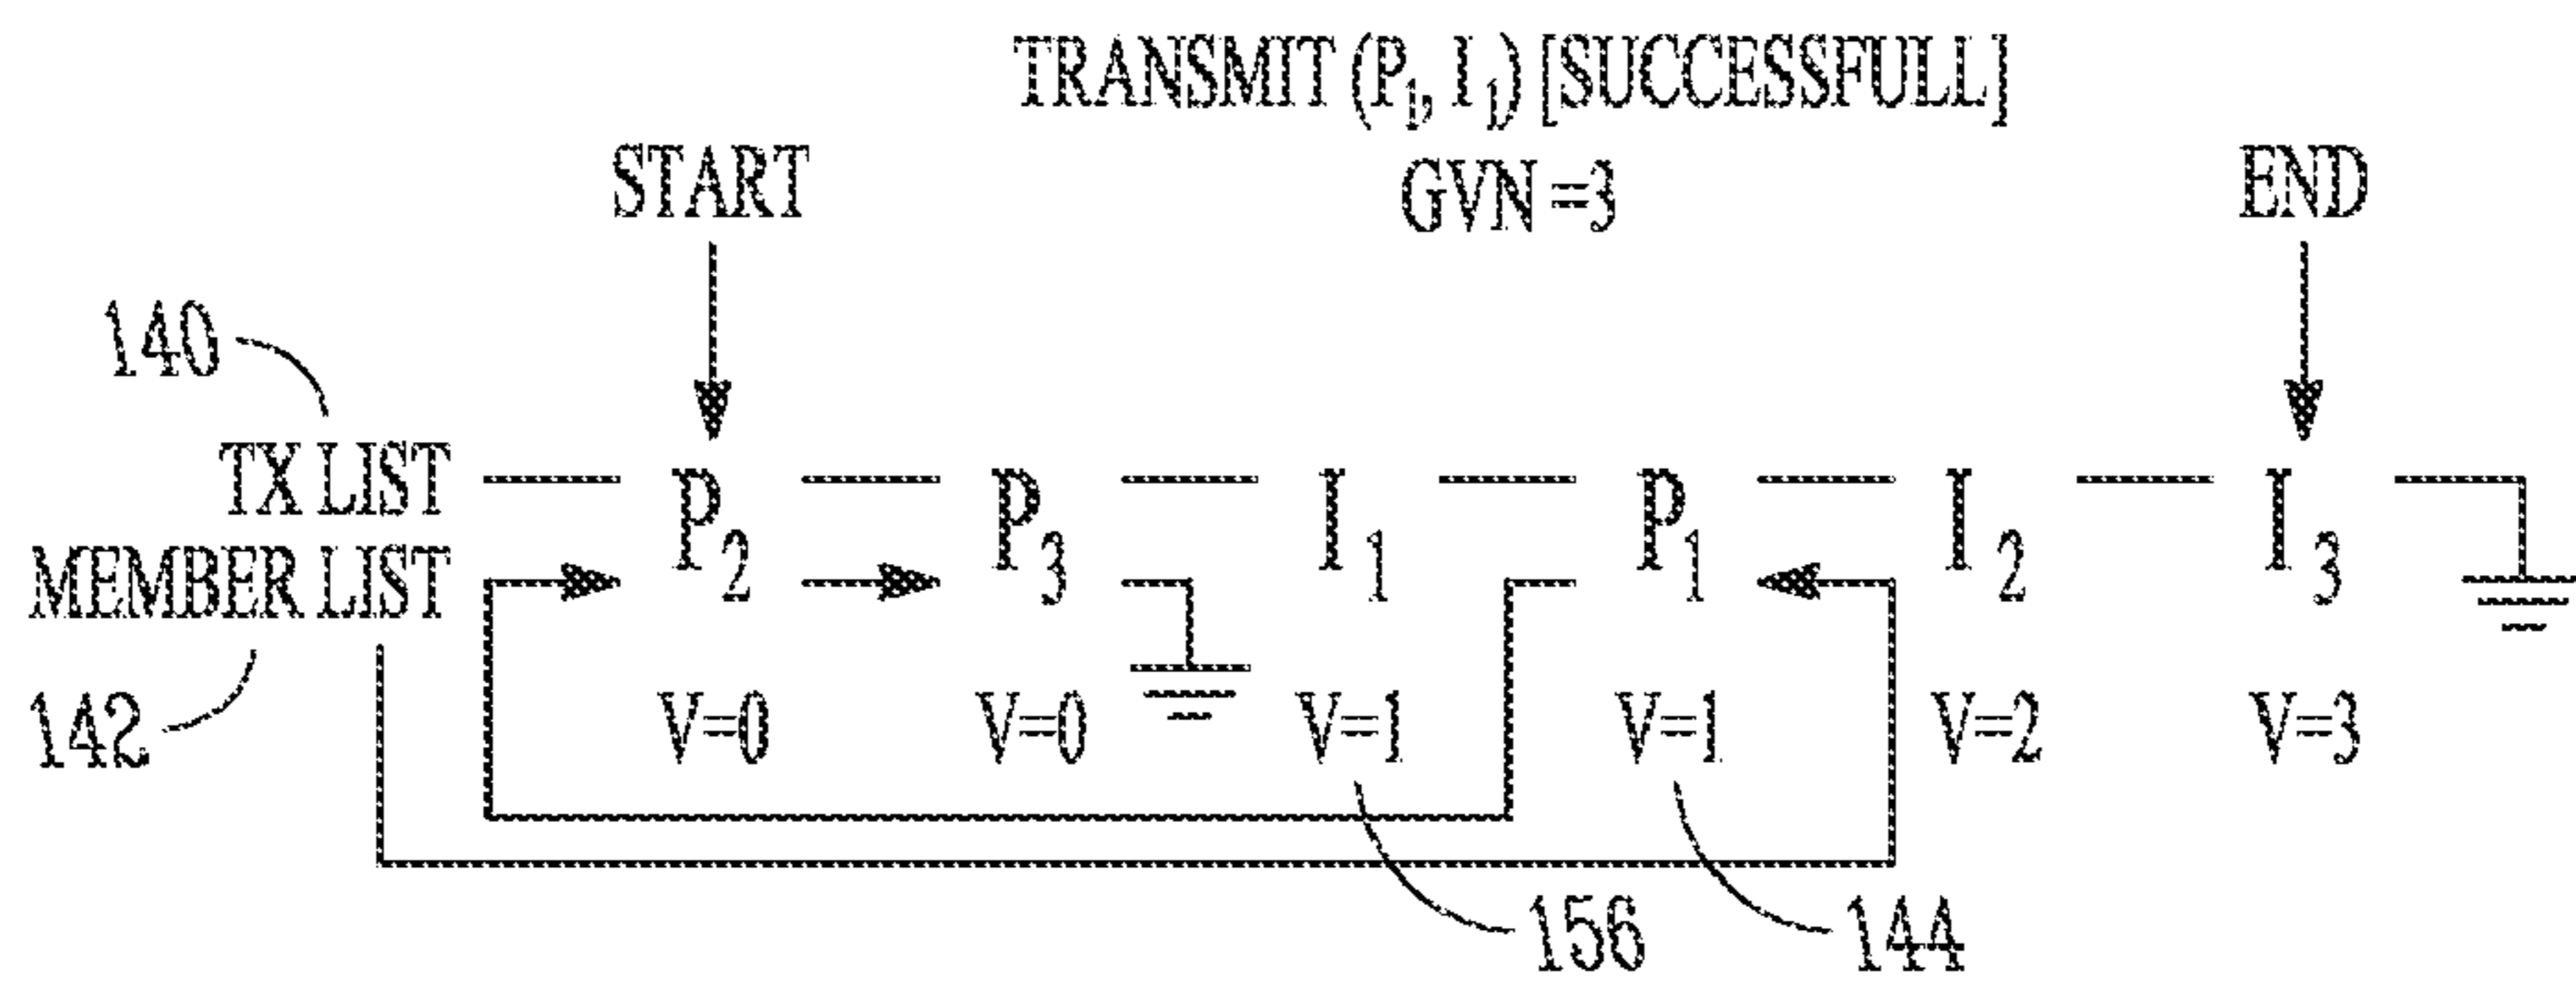 TRANSMIT (P1, I1) [SUCCESSFULL]
START GVN =3 END
140
TX LIST P2 P3 I1 P1 I2 I3
MEMBER LIST
142 V=0 V=0 V=1 V=1 V=2 V=3
156 144